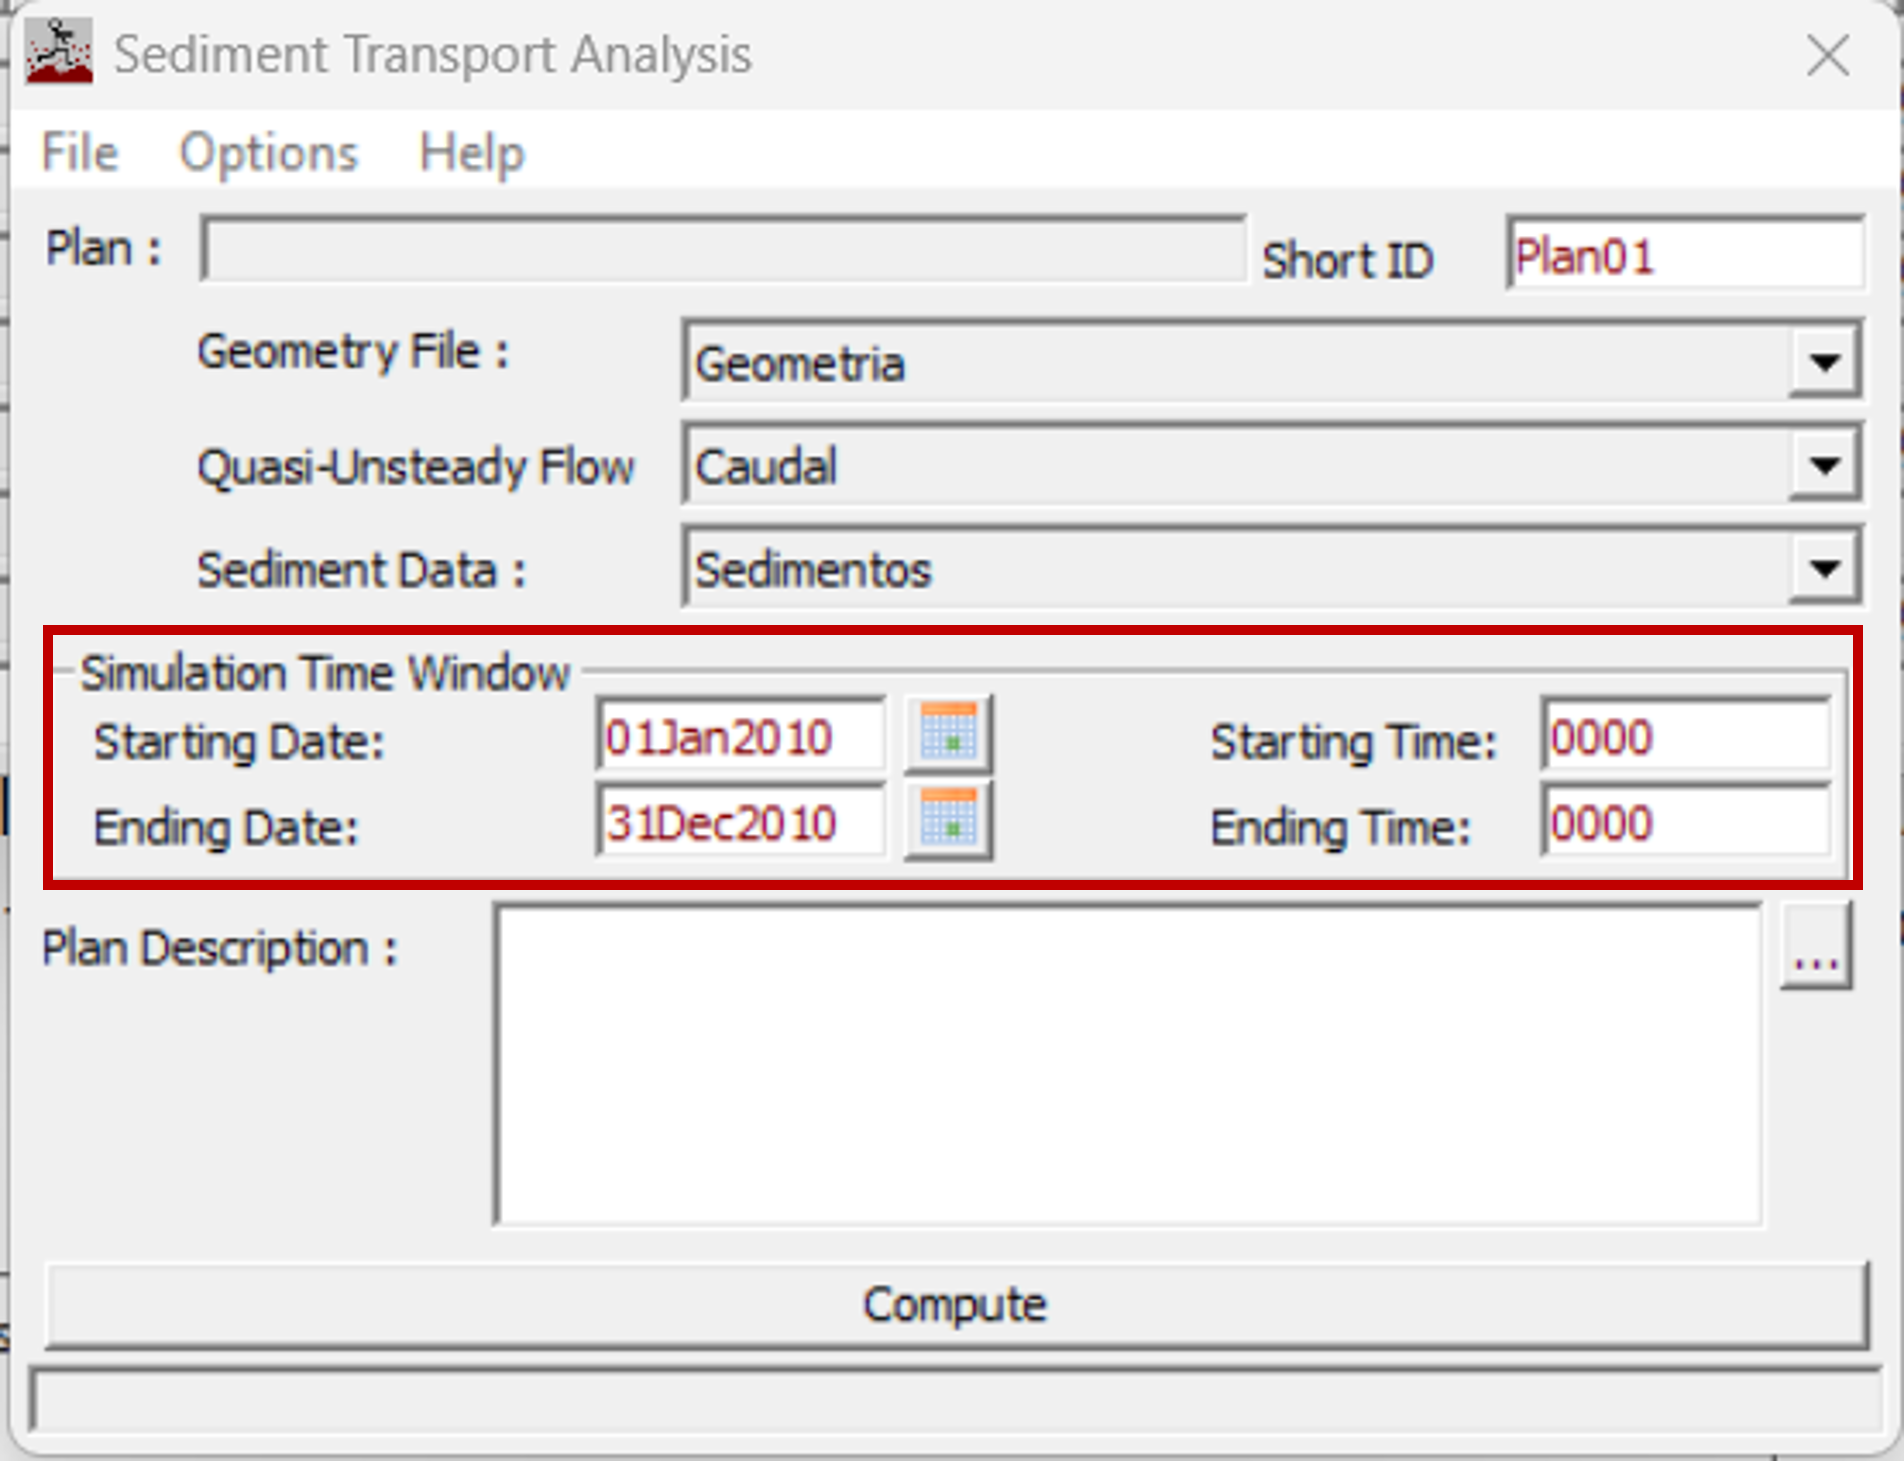 Sediment Transport Analysis
File Options Help
Plan : Short ID Plan01
Geometry File : Geometria
Quasi-Unsteady Flow Caudal
Sediment Data : Sedimentos
Simulation Time Window
Starting Date: 01Jan2010 Starting Time: 0000
Ending Date: 31Dec2010 Ending Time: 0000
Plan Description : ...
Compute